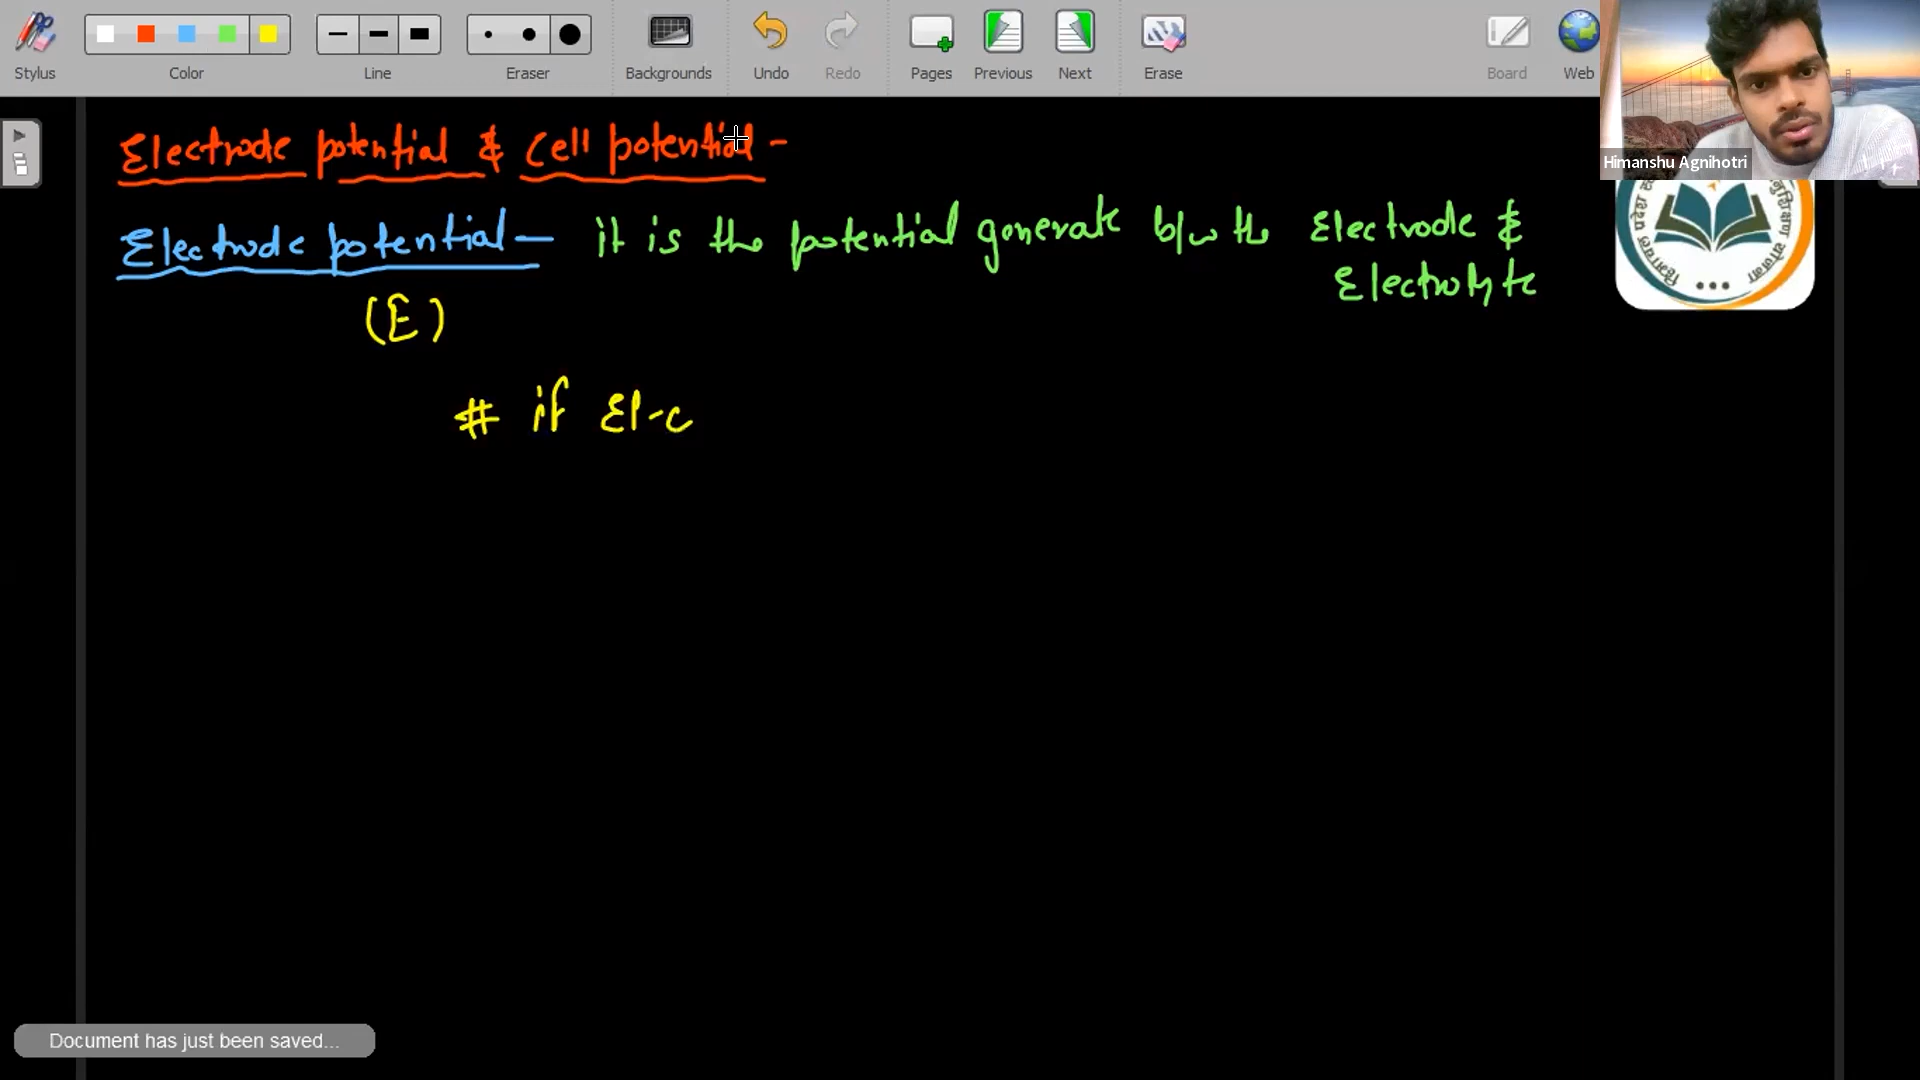 Stylus Color Line Eraser Backgrounds Undo Redo Pages Previous Next Erase Board Web
Himanshu Agnihotri
Electrode potential & Cell potential -
Electrode potential - it is the potential generate b/w the Electrode &
Electrolyte
(E)
# if El-c
Document has just been saved...